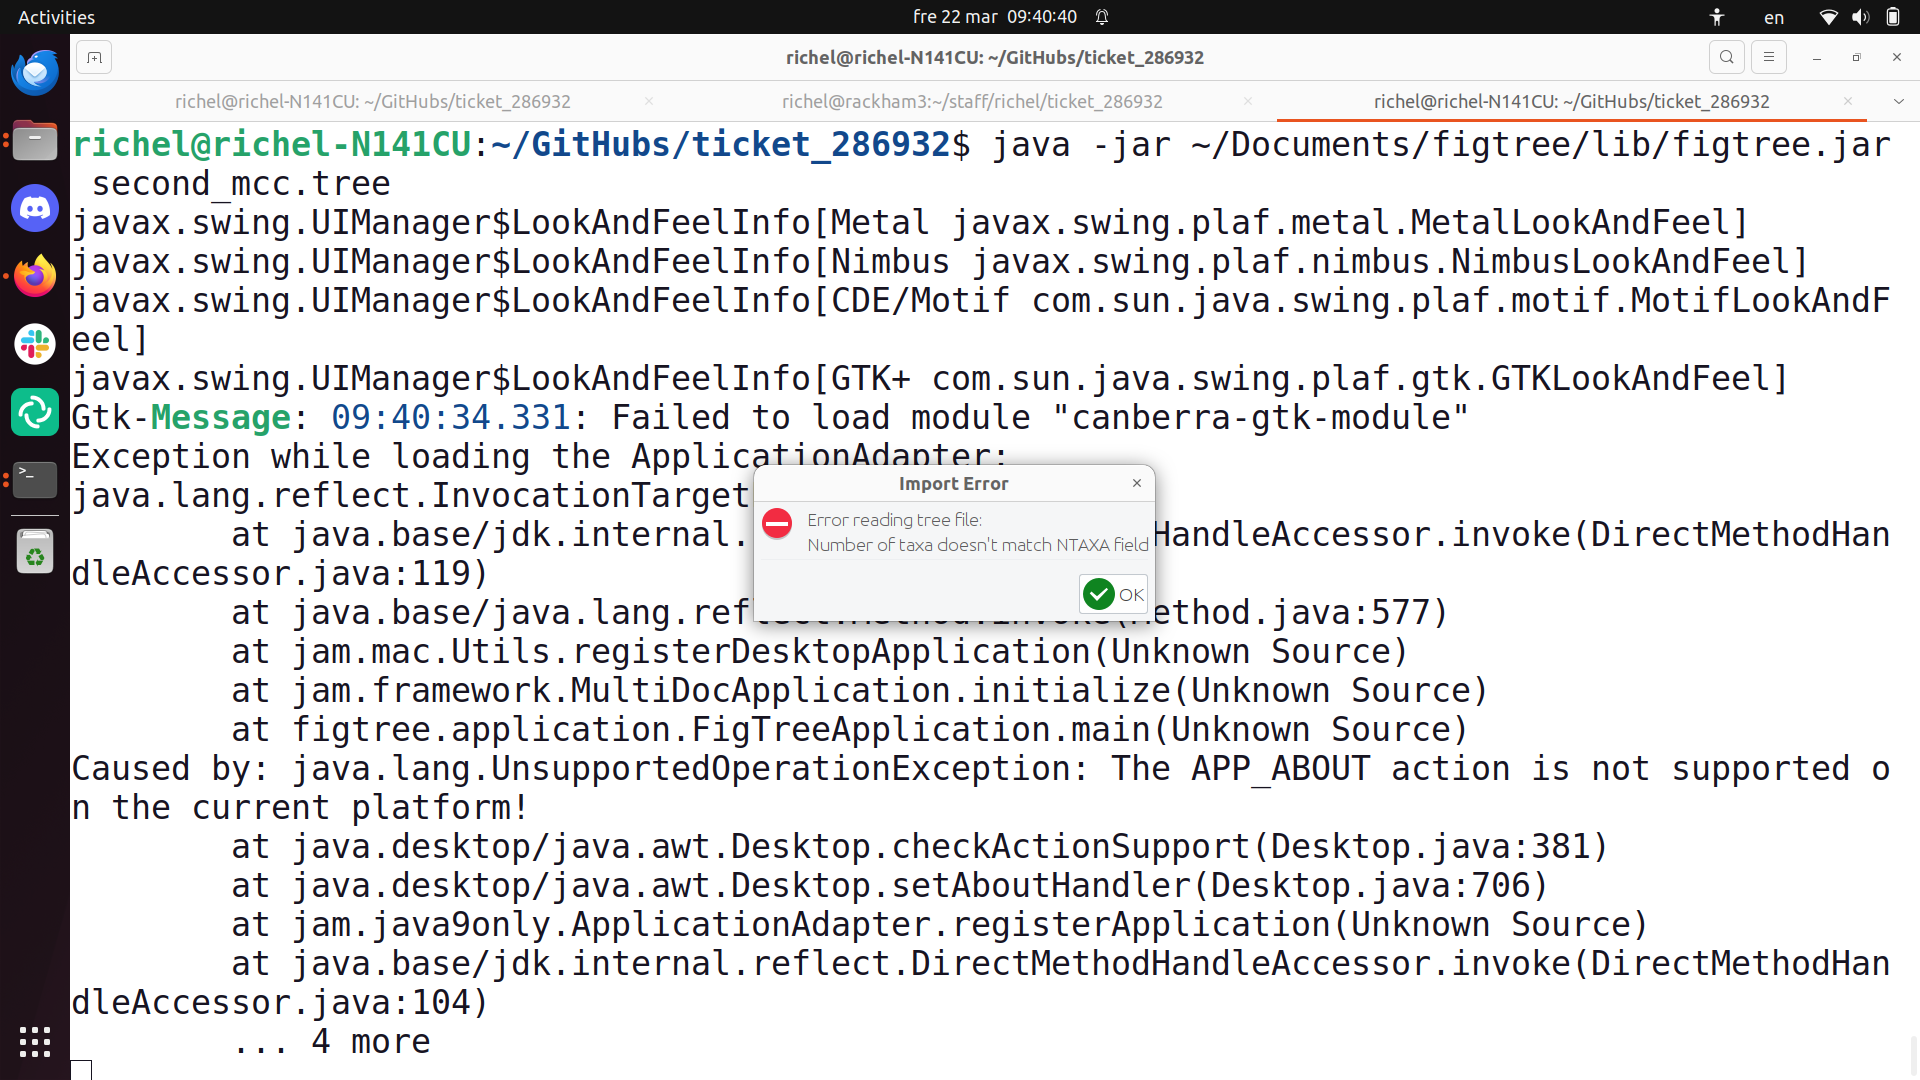 Activities
fre 22 mar 09:40:40
en
richel@richel-N141CU: ~/GitHubs/ticket_286932
richel@richel-N141CU: ~/GitHubs/ticket_286932
richel@rackham3:~/staff/richel/ticket_286932
richel@richel-N141CU: ~/GitHubs/ticket_286932
richel@richel-N141CU:~/GitHubs/ticket_286932$ java -jar ~/Documents/figtree/lib/figtree.jar
second_mcc.tree
javax.swing.UIManager$LookAndFeelInfo[Metal javax.swing.plaf.metal.MetalLookAndFeel]
javax.swing.UIManager$LookAndFeelInfo[Nimbus javax.swing.plaf.nimbus.NimbusLookAndFeel]
javax.swing.UIManager$LookAndFeelInfo[CDE/Motif com.sun.java.swing.plaf.motif.MotifLookAndF
eel]
javax.swing.UIManager$LookAndFeelInfo[GTK+ com.sun.java.swing.plaf.gtk.GTKLookAndFeel]
Gtk-Message: 09:40:34.331: Failed to load module "canberra-gtk-module"
Exception while loading the ApplicationAdapter:
java.lang.reflect.InvocationTarget
at java.base/jdk.internal. HandleAccessor.invoke(DirectMethodHan
dleAccessor.java:119)
at java.base/java.lang.reflect.Method.invoke(Method.java:577)
at jam.mac.Utils.registerDesktopApplication(Unknown Source)
at jam.framework.MultiDocApplication.initialize(Unknown Source)
at figtree.application.FigTreeApplication.main(Unknown Source)
Caused by: java.lang.UnsupportedOperationException: The APP_ABOUT action is not supported o
n the current platform!
at java.desktop/java.awt.Desktop.checkActionSupport(Desktop.java:381)
at java.desktop/java.awt.Desktop.setAboutHandler(Desktop.java:706)
at jam.java9only.ApplicationAdapter.registerApplication(Unknown Source)
at java.base/jdk.internal.reflect.DirectMethodHandleAccessor.invoke(DirectMethodHan
dleAccessor.java:104)
... 4 more
Import Error
Error reading tree file:
Number of taxa doesn't match NTAXA field
OK